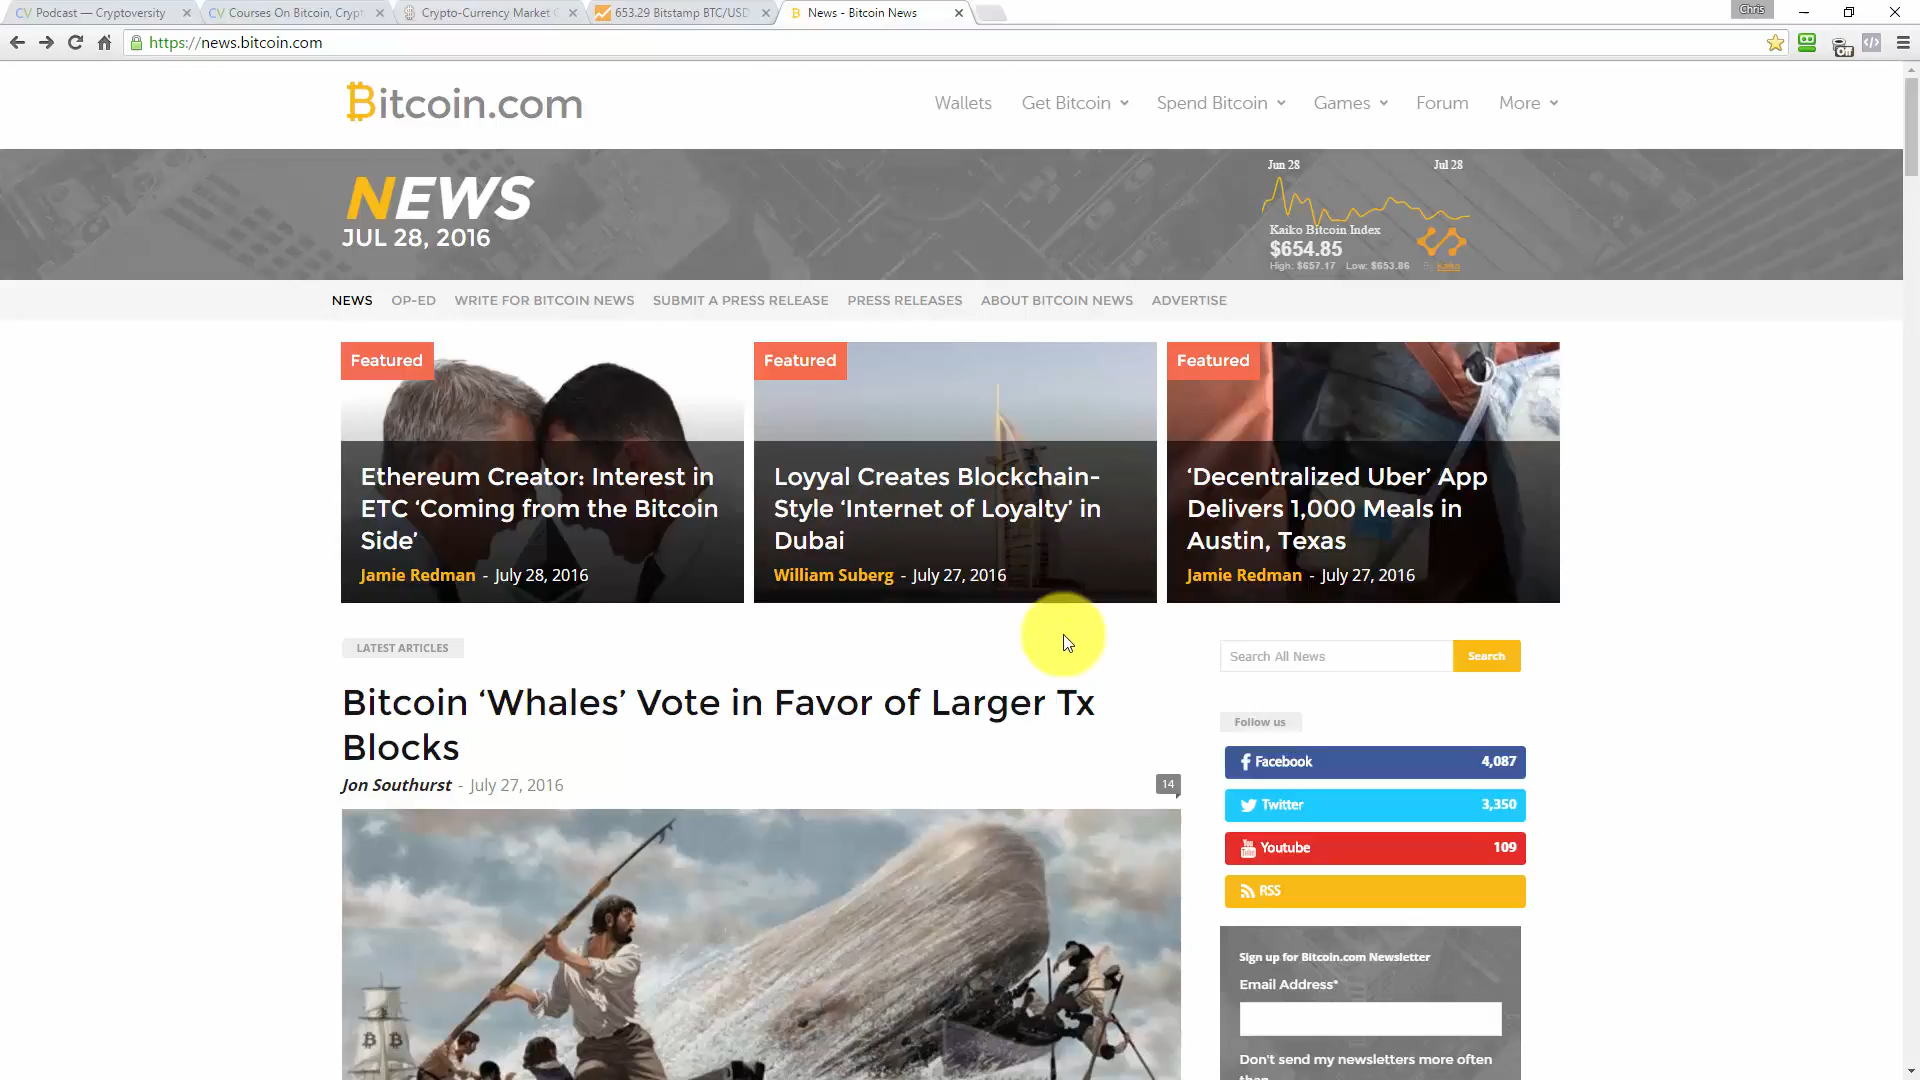 CV Podcast — Cryptoversity
CV Courses On Bitcoin, Crypt
Crypto-Currency Market
653.29 Bitstamp BTC/USD
News - Bitcoin News
Chris
https://news.bitcoin.com
Off
Bitcoin.com
Wallets Get Bitcoin Spend Bitcoin Games Forum More
NEWS
JUL 28, 2016
Jun 28 Jul 28
Kaiko Bitcoin Index
$654.85
High: $657.17 Low: $653.86 By Kaiko
NEWS OP-ED WRITE FOR BITCOIN NEWS SUBMIT A PRESS RELEASE PRESS RELEASES ABOUT BITCOIN NEWS ADVERTISE
Featured
Ethereum Creator: Interest in
ETC ‘Coming from the Bitcoin
Side’
Jamie Redman - July 28, 2016
Featured
Loyyal Creates Blockchain-
Style ‘Internet of Loyalty’ in
Dubai
William Suberg - July 27, 2016
Featured
‘Decentralized Uber’ App
Delivers 1,000 Meals in
Austin, Texas
Jamie Redman - July 27, 2016
LATEST ARTICLES
Bitcoin ‘Whales’ Vote in Favor of Larger Tx
Blocks
Jon Southurst - July 27, 2016
14
Search All News Search
Follow us
Facebook 4,087
Twitter 3,350
Youtube 109
RSS
Sign up for Bitcoin.com Newsletter
Email Address*
Don't send my newsletters more often
than